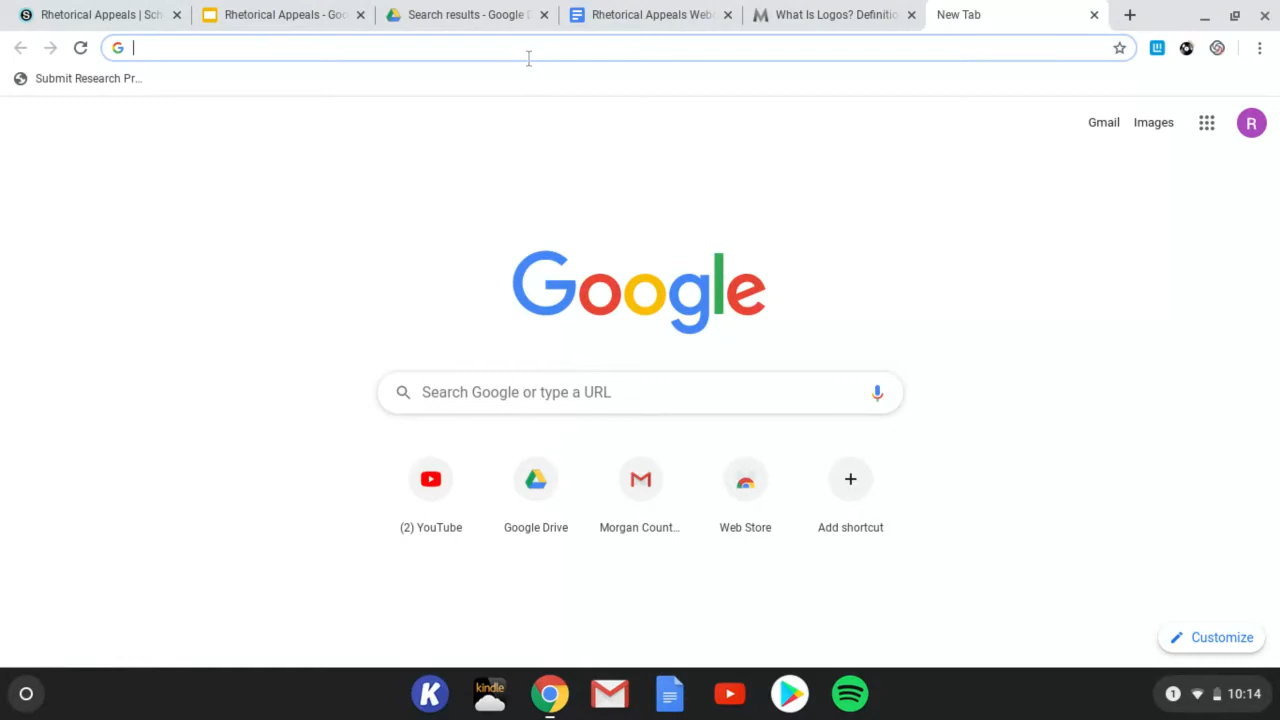 Rhetorical Appeals | Sch
Rhetorical Appeals - Goo
Search results - Google D
Rhetorical Appeals Web
What Is Logos? Definitio
New Tab
Submit Research Pr...
Gmail
Images
R
Google
Search Google or type a URL
(2) YouTube
Google Drive
Morgan Count...
Web Store
Add shortcut
Customize
K
kindle
1
10:14